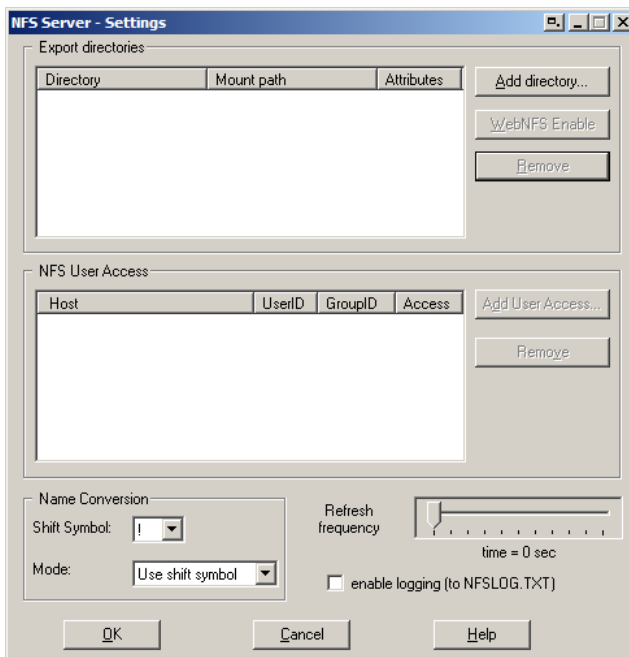 NFS Server - Settings
Export directories
Directory Mount path Attributes
Add directory...
WebNFS Enable
Remove
NFS User Access
Host UserID GroupID Access
Add User Access...
Remove
Name Conversion
Shift Symbol: !
Mode: Use shift symbol
Refresh
frequency
time = 0 sec
enable logging (to NFSLOG.TXT)
OK Cancel Help